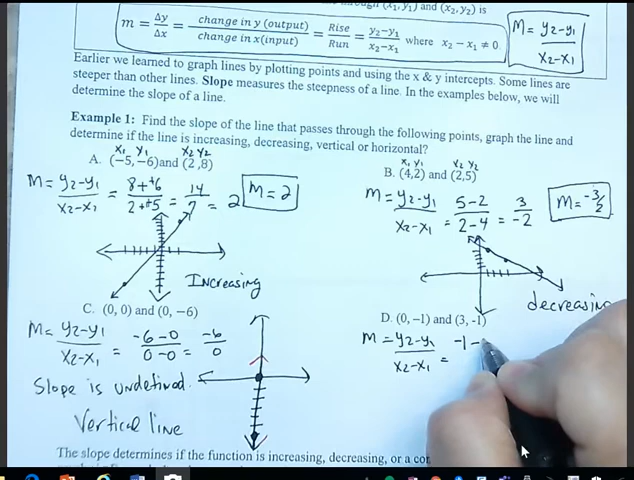 through (x₁, y₁) and (x₂, y₂) is
m = Δy/Δx = change in y (output)/change in x(input) = Rise/Run = y₂−y₁/x₂−x₁ where x₂ − x₁ ≠ 0.
M = y2-y1/x2-x1
Earlier we learned to graph lines by plotting points and using the x & y intercepts. Some lines are
steeper than other lines. Slope measures the steepness of a line. In the examples below, we will
determine the slope of a line.
Example 1: Find the slope of the line that passes through the following points, graph the line and
determine if the line is increasing, decreasing, vertical or horizontal?
x₁ y₁ x2 y2
A. (−5, −6)and (2 ,8)
M = y2-y1/x2-x1 = 8++6/2++5 = 14/7 = 2
M = 2
Increasing
x₁ y₁ x2 y2
B. (4,2) and (2,5)
M = y2-y1/x2-x1 = 5-2/2-4 = 3/-2
M = -3/2
decreasing
C. (0, 0) and (0, −6)
M = y2-y1/x2-x1 = -6-0/0-0 = -6/0
Slope is undefined.
Vertical line
D. (0, −1) and (3, -1)
M = y2-y1/x2-x1 = -1-
The slope determines if the function is increasing, decreasing, or a con